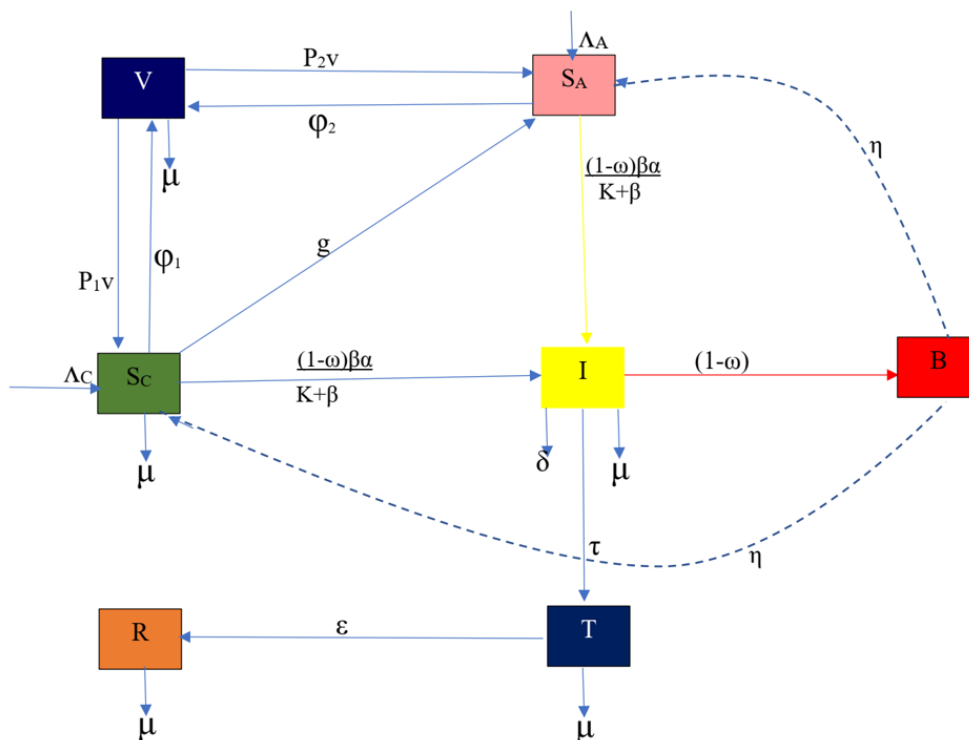 Λ_A
P₂v
V
S_A
φ₂
μ
η
(1-ω)βα
K+β
g
φ₁
P₁v
(1-ω)βα
K+β
(1-ω)
Λ_C
S_C
I
B
δ
μ
μ
τ
η
R
ε
T
μ
μ